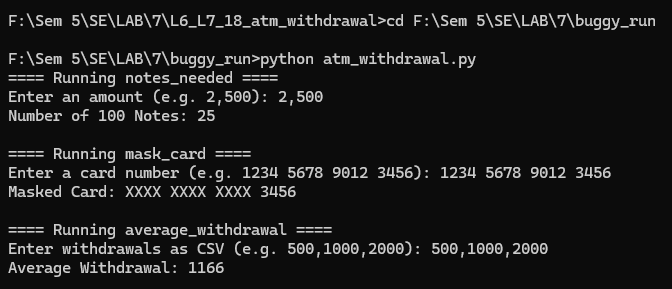 F:\Sem 5\SE\LAB\7\L6_L7_18_atm_withdrawal>cd F:\Sem 5\SE\LAB\7\buggy_run
F:\Sem 5\SE\LAB\7\buggy_run>python atm_withdrawal.py
==== Running notes_needed ====
Enter an amount (e.g. 2,500): 2,500
Number of 100 Notes: 25
==== Running mask_card ====
Enter a card number (e.g. 1234 5678 9012 3456): 1234 5678 9012 3456
Masked Card: XXXX XXXX XXXX 3456
==== Running average_withdrawal ====
Enter withdrawals as CSV (e.g. 500,1000,2000): 500,1000,2000
Average Withdrawal: 1166